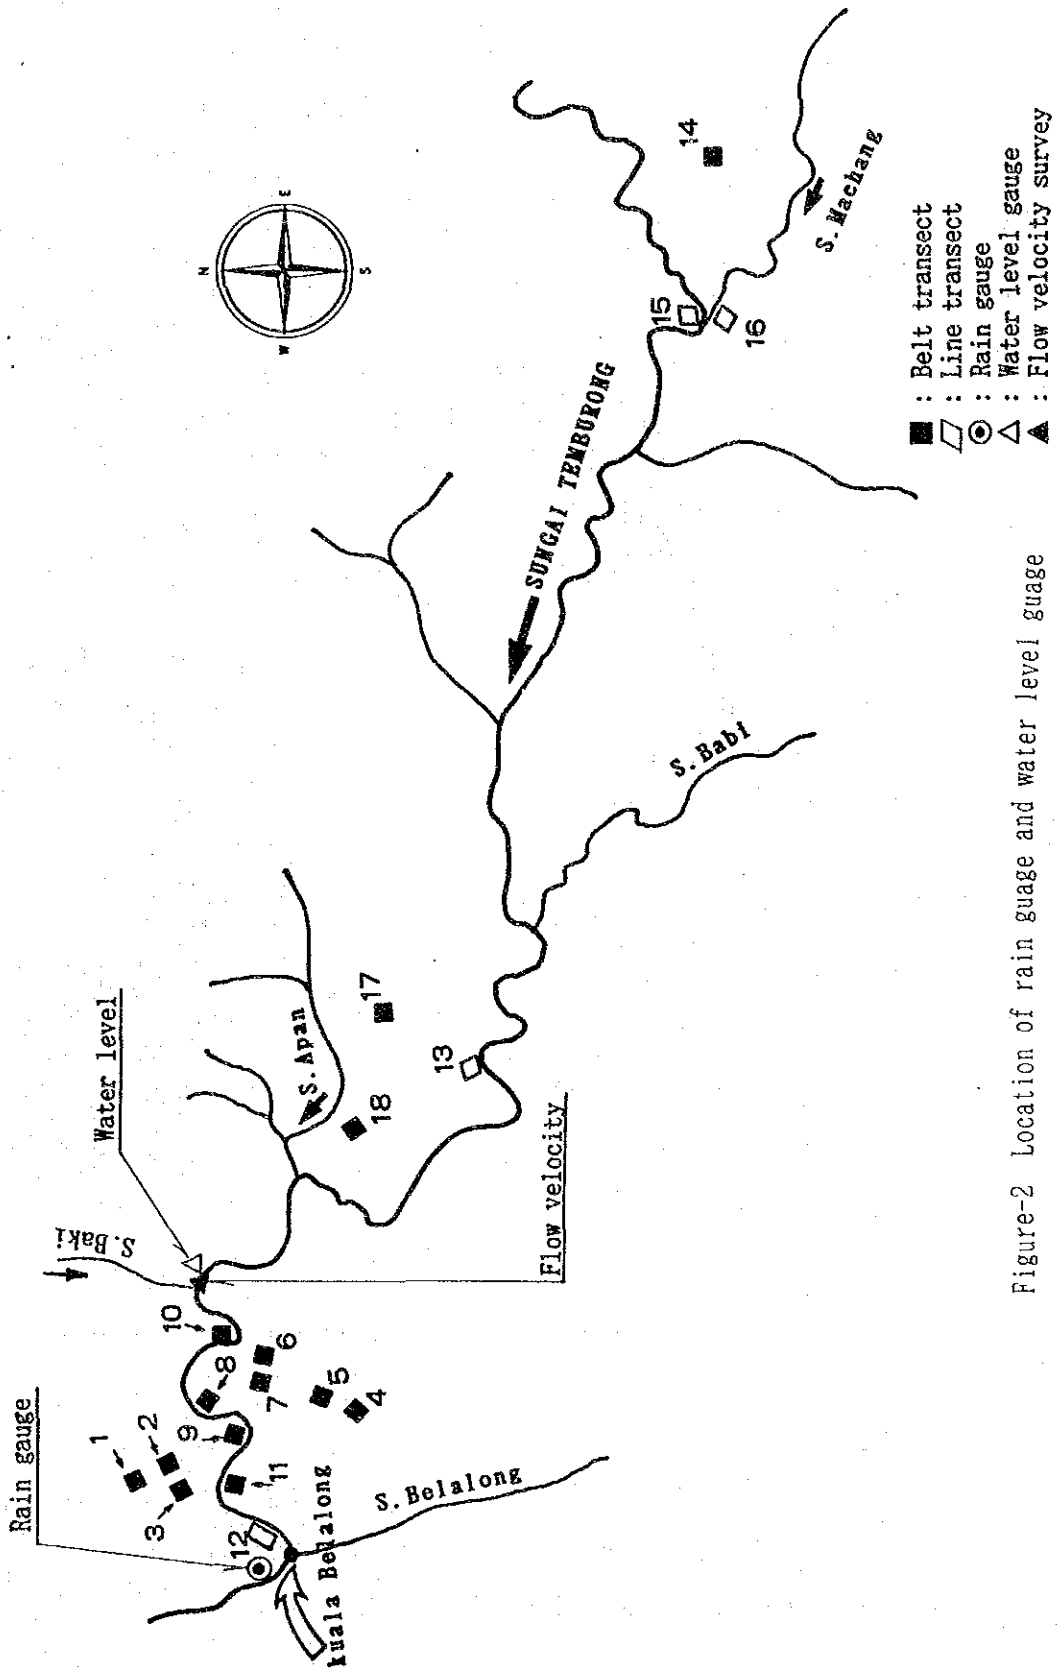 Rain gauge
1
2
3
kuala Belalong
12
11
9
8
10
7
6
5
4
S. Belalong
S. Baki
Water level
Flow velocity
S. Apan
18
17
13
S. Babi
SUNGAI TEMBURONG
15
16
14
S. Machang
N
E
S
W
■ : Belt transect
▱ : Line transect
◉ : Rain gauge
△ : Water level gauge
▲ : Flow velocity survey
Figure-2 Location of rain guage and water level guage